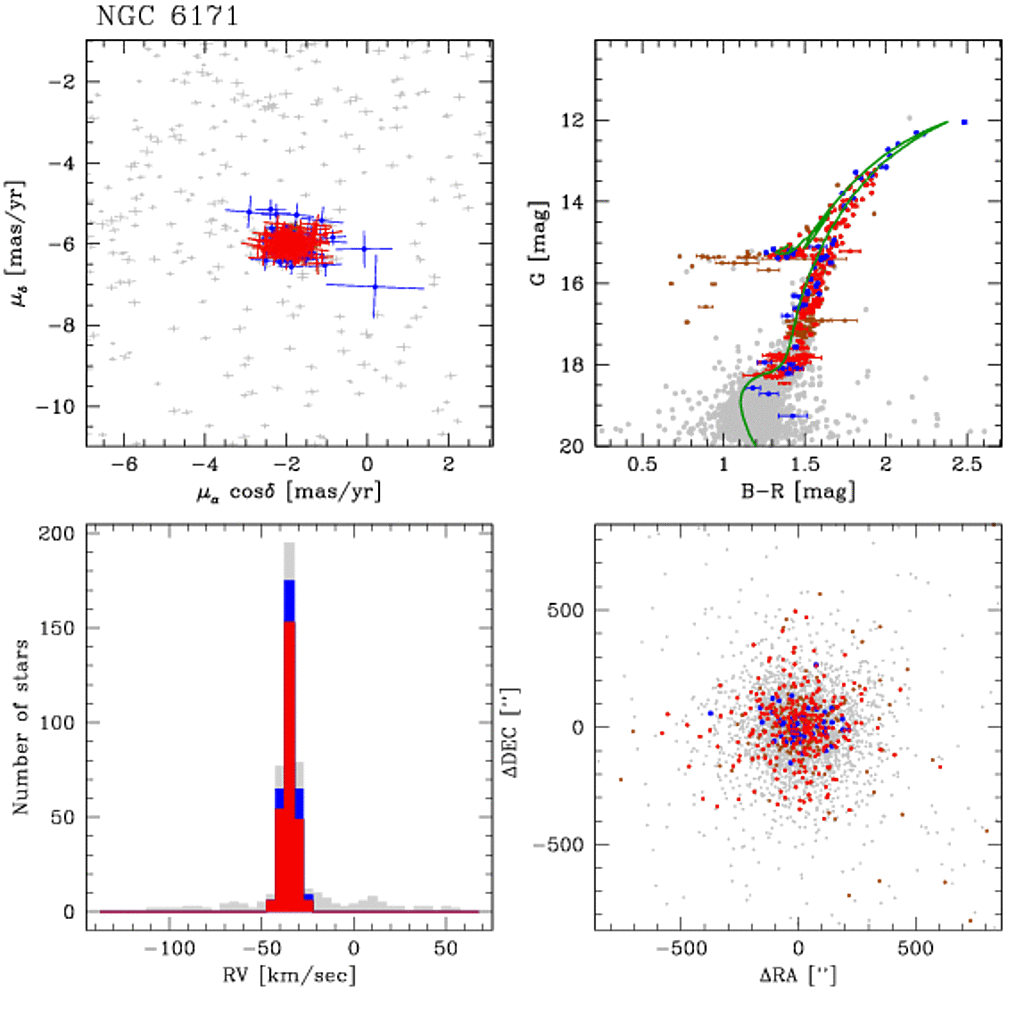 NGC 6171
−2
−4
−6
−8
−10
μδ [mas/yr]
−6 −4 −2 0 2
μα cosδ [mas/yr]
12
14
16
18
20
G [mag]
0.5 1 1.5 2 2.5
B−R [mag]
200
150
100
50
0
Number of stars
−100 −50 0 50
RV [km/sec]
500
0
−500
ΔDEC ['']
−500 0 500
ΔRA ['']